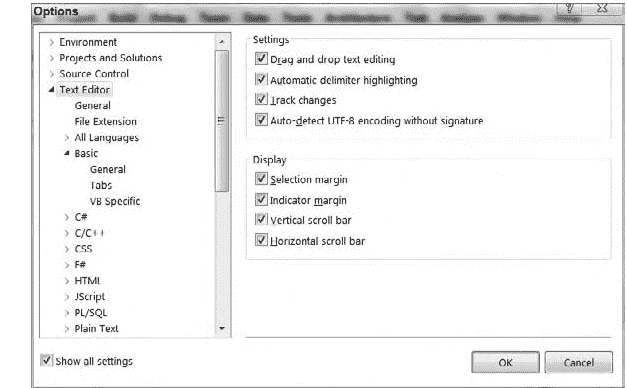 Options
Environment
Projects and Solutions
Source Control
Text Editor
General
File Extension
All Languages
Basic
General
Tabs
VB Specific
C#
C/C++
CSS
F#
HTML
JScript
PL/SQL
Plain Text
Show all settings
Settings
Drag and drop text editing
Automatic delimiter highlighting
Track changes
Auto-detect UTF-8 encoding without signature
Display
Selection margin
Indicator margin
Vertical scroll bar
Horizontal scroll bar
OK
Cancel